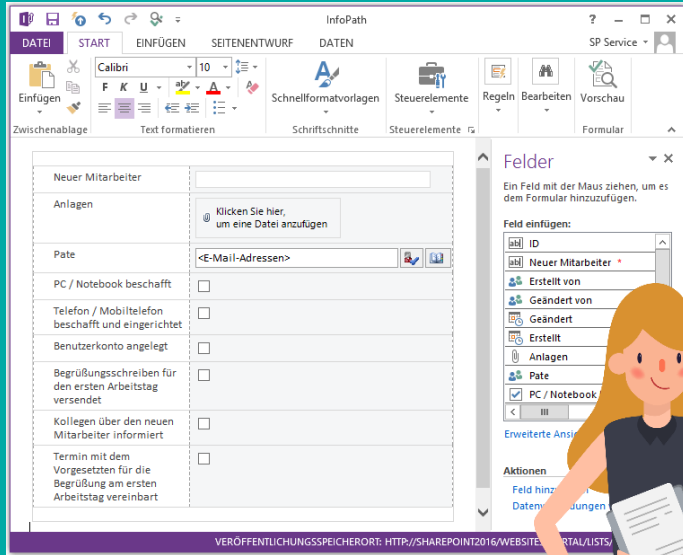 InfoPath
?
DATEI START EINFÜGEN SEITENENTWURF DATEN SP Service
Einfügen
Calibri 10
F K U A
Schnellformatvorlagen
Steuerelemente
Regeln
Bearbeiten
Vorschau
Zwischenablage Text formatieren Schriftschnitte Steuerelemente Formular
Neuer Mitarbeiter
Anlagen
Klicken Sie hier,
um eine Datei anzufügen
Pate
<E-Mail-Adressen>
PC / Notebook beschafft
Telefon / Mobiltelefon
beschafft und eingerichtet
Benutzerkonto angelegt
Begrüßungsschreiben für
den ersten Arbeitstag
versendet
Kollegen über den neuen
Mitarbeiter informiert
Termin mit dem
Vorgesetzten für die
Begrüßung am ersten
Arbeitstag vereinbart
Felder
Ein Feld mit der Maus ziehen, um es
dem Formular hinzuzufügen.
Feld einfügen:
ab ID
ab Neuer Mitarbeiter *
Erstellt von
Geändert von
Geändert
Erstellt
Anlagen
Pate
PC / Notebook
Erweiterte
Aktionen
Feld
VERÖFFENTLICHUNGSSPEICHERORT: HTTP://SHAREPOINT2016/WEBSITE